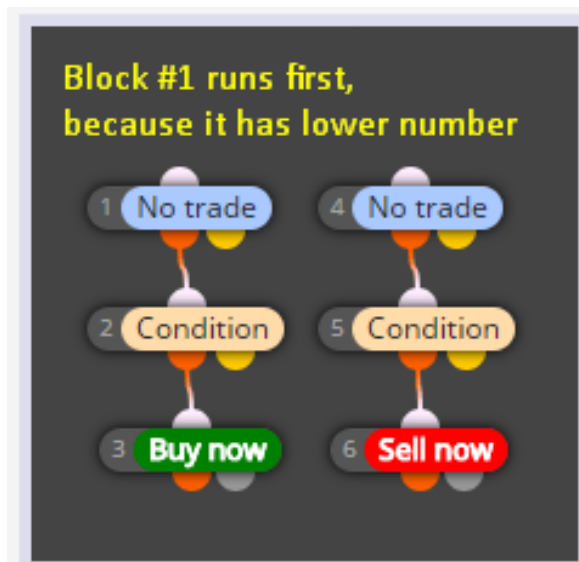 Block #1 runs first,
because it has lower number
1 No trade
4 No trade
2 Condition
5 Condition
3 Buy now
6 Sell now